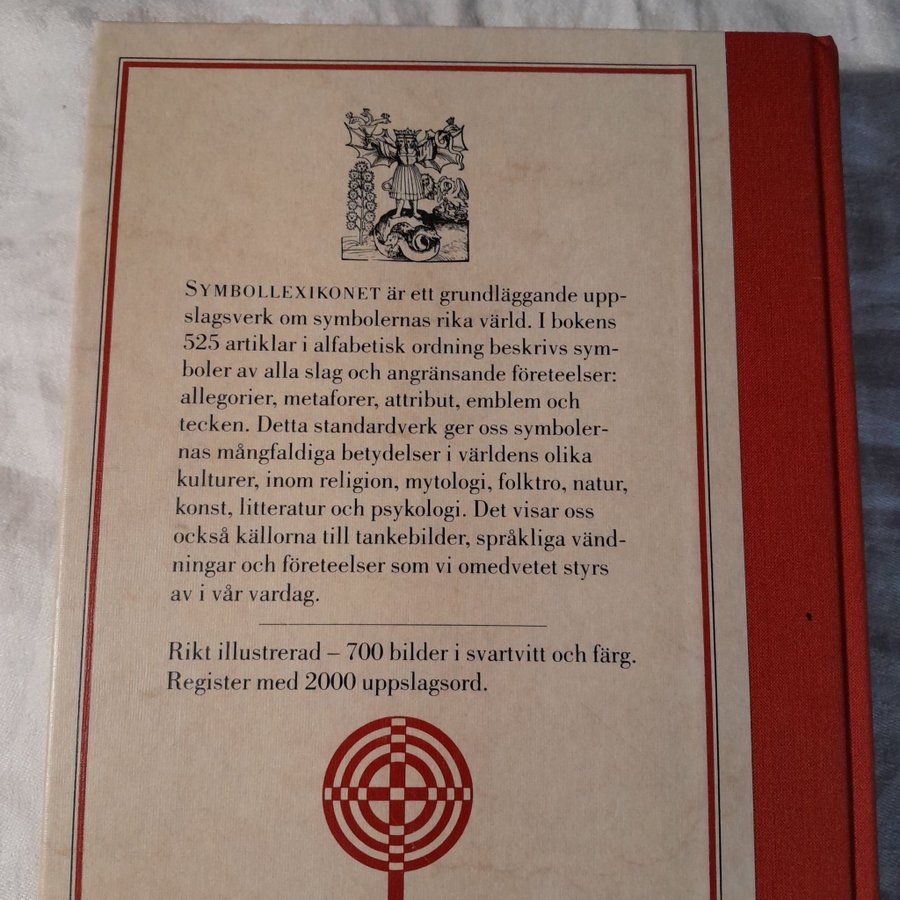 SYMBOLLEXIKONET är ett grundläggande upp-
slagsverk om symbolernas rika värld. I bokens
525 artiklar i alfabetisk ordning beskrivs sym-
boler av alla slag och angränsande företeelser:
allegorier, metaforer, attribut, emblem och
tecken. Detta standardverk ger oss symboler-
nas mångfaldiga betydelser i världens olika
kulturer, inom religion, mytologi, folktro, natur,
konst, litteratur och psykologi. Det visar oss
också källorna till tankebilder, språkliga vänd-
ningar och företeelser som vi omedvetet styrs
av i vår vardag.
Rikt illustrerad – 700 bilder i svartvitt och färg.
Register med 2000 uppslagsord.